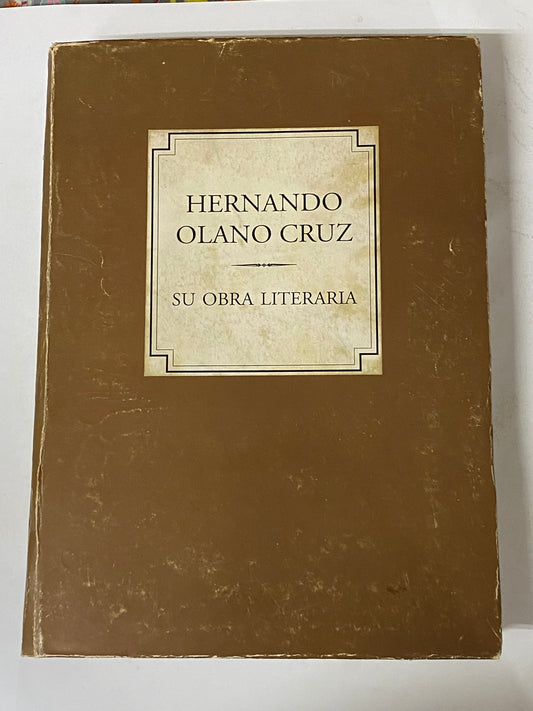 HERNANDO
OLANO CRUZ
SU OBRA LITERARIA